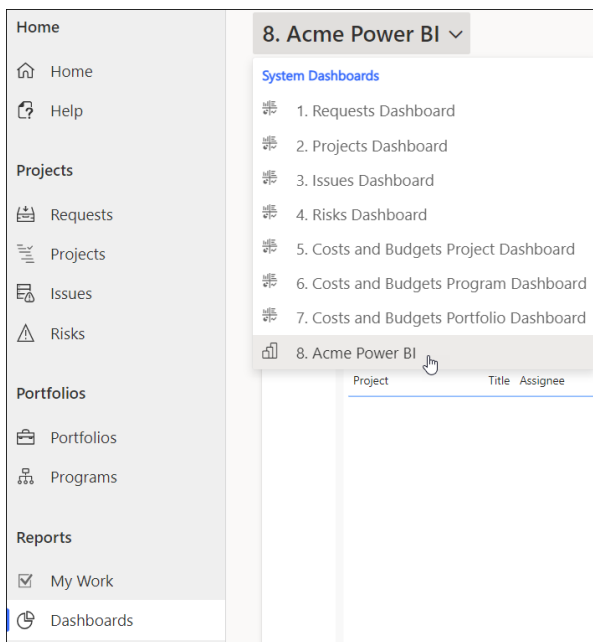 Home
Home
Help
Projects
Requests
Projects
Issues
Risks
Portfolios
Portfolios
Programs
Reports
My Work
Dashboards
8. Acme Power BI
System Dashboards
1. Requests Dashboard
2. Projects Dashboard
3. Issues Dashboard
4. Risks Dashboard
5. Costs and Budgets Project Dashboard
6. Costs and Budgets Program Dashboard
7. Costs and Budgets Portfolio Dashboard
8. Acme Power BI
Project Title Assignee